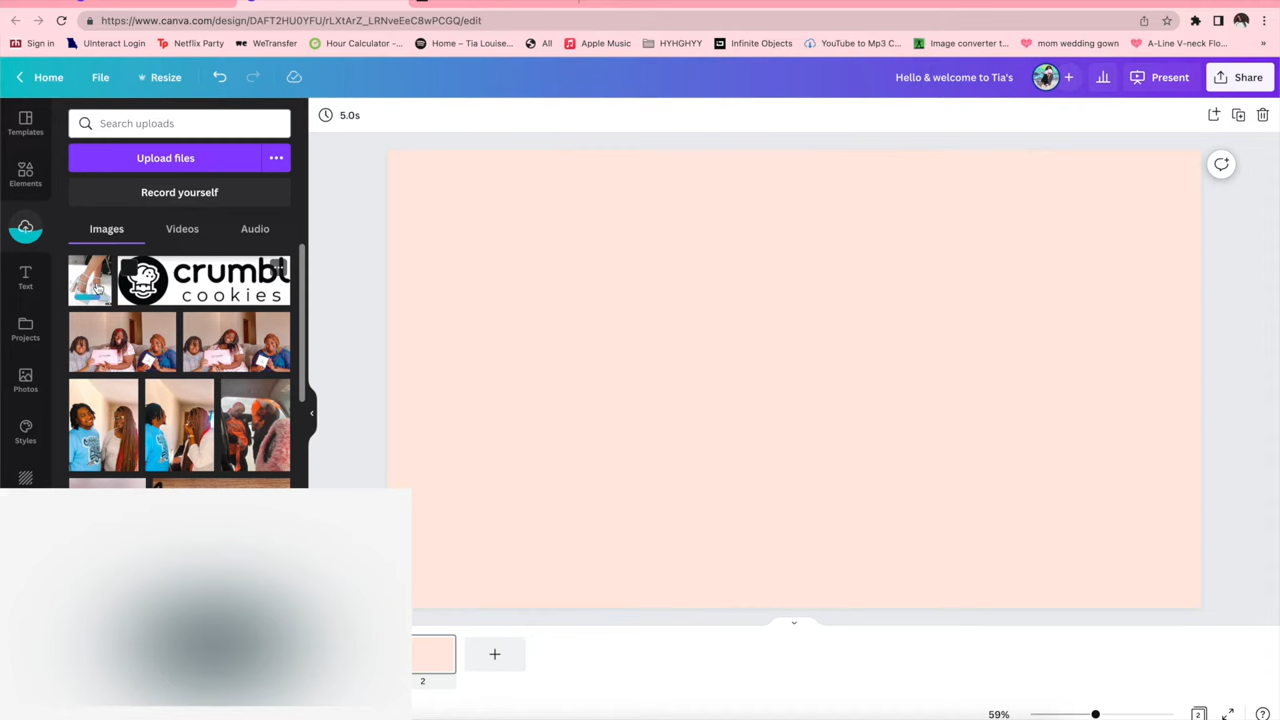 https://www.canva.com/design/DAFT2HU0YFU/rLXtArZ_LRNveEeC8wPCGQ/edit
Sign in
UInteract Login
Netflix Party
WeTransfer
Hour Calculator -...
Home – Tia Louise...
All
Apple Music
HYHGHYY
Infinite Objects
YouTube to Mp3 C...
Image converter t...
mom wedding gown
A-Line V-neck Flo...
»
Home
File
Resize
Hello & welcome to Tia's
Present
Share
Templates
Elements
Text
Projects
Photos
Styles
Search uploads
Upload files
Record yourself
Images
Videos
Audio
crumbl
cookies
5.0s
2
59%
2